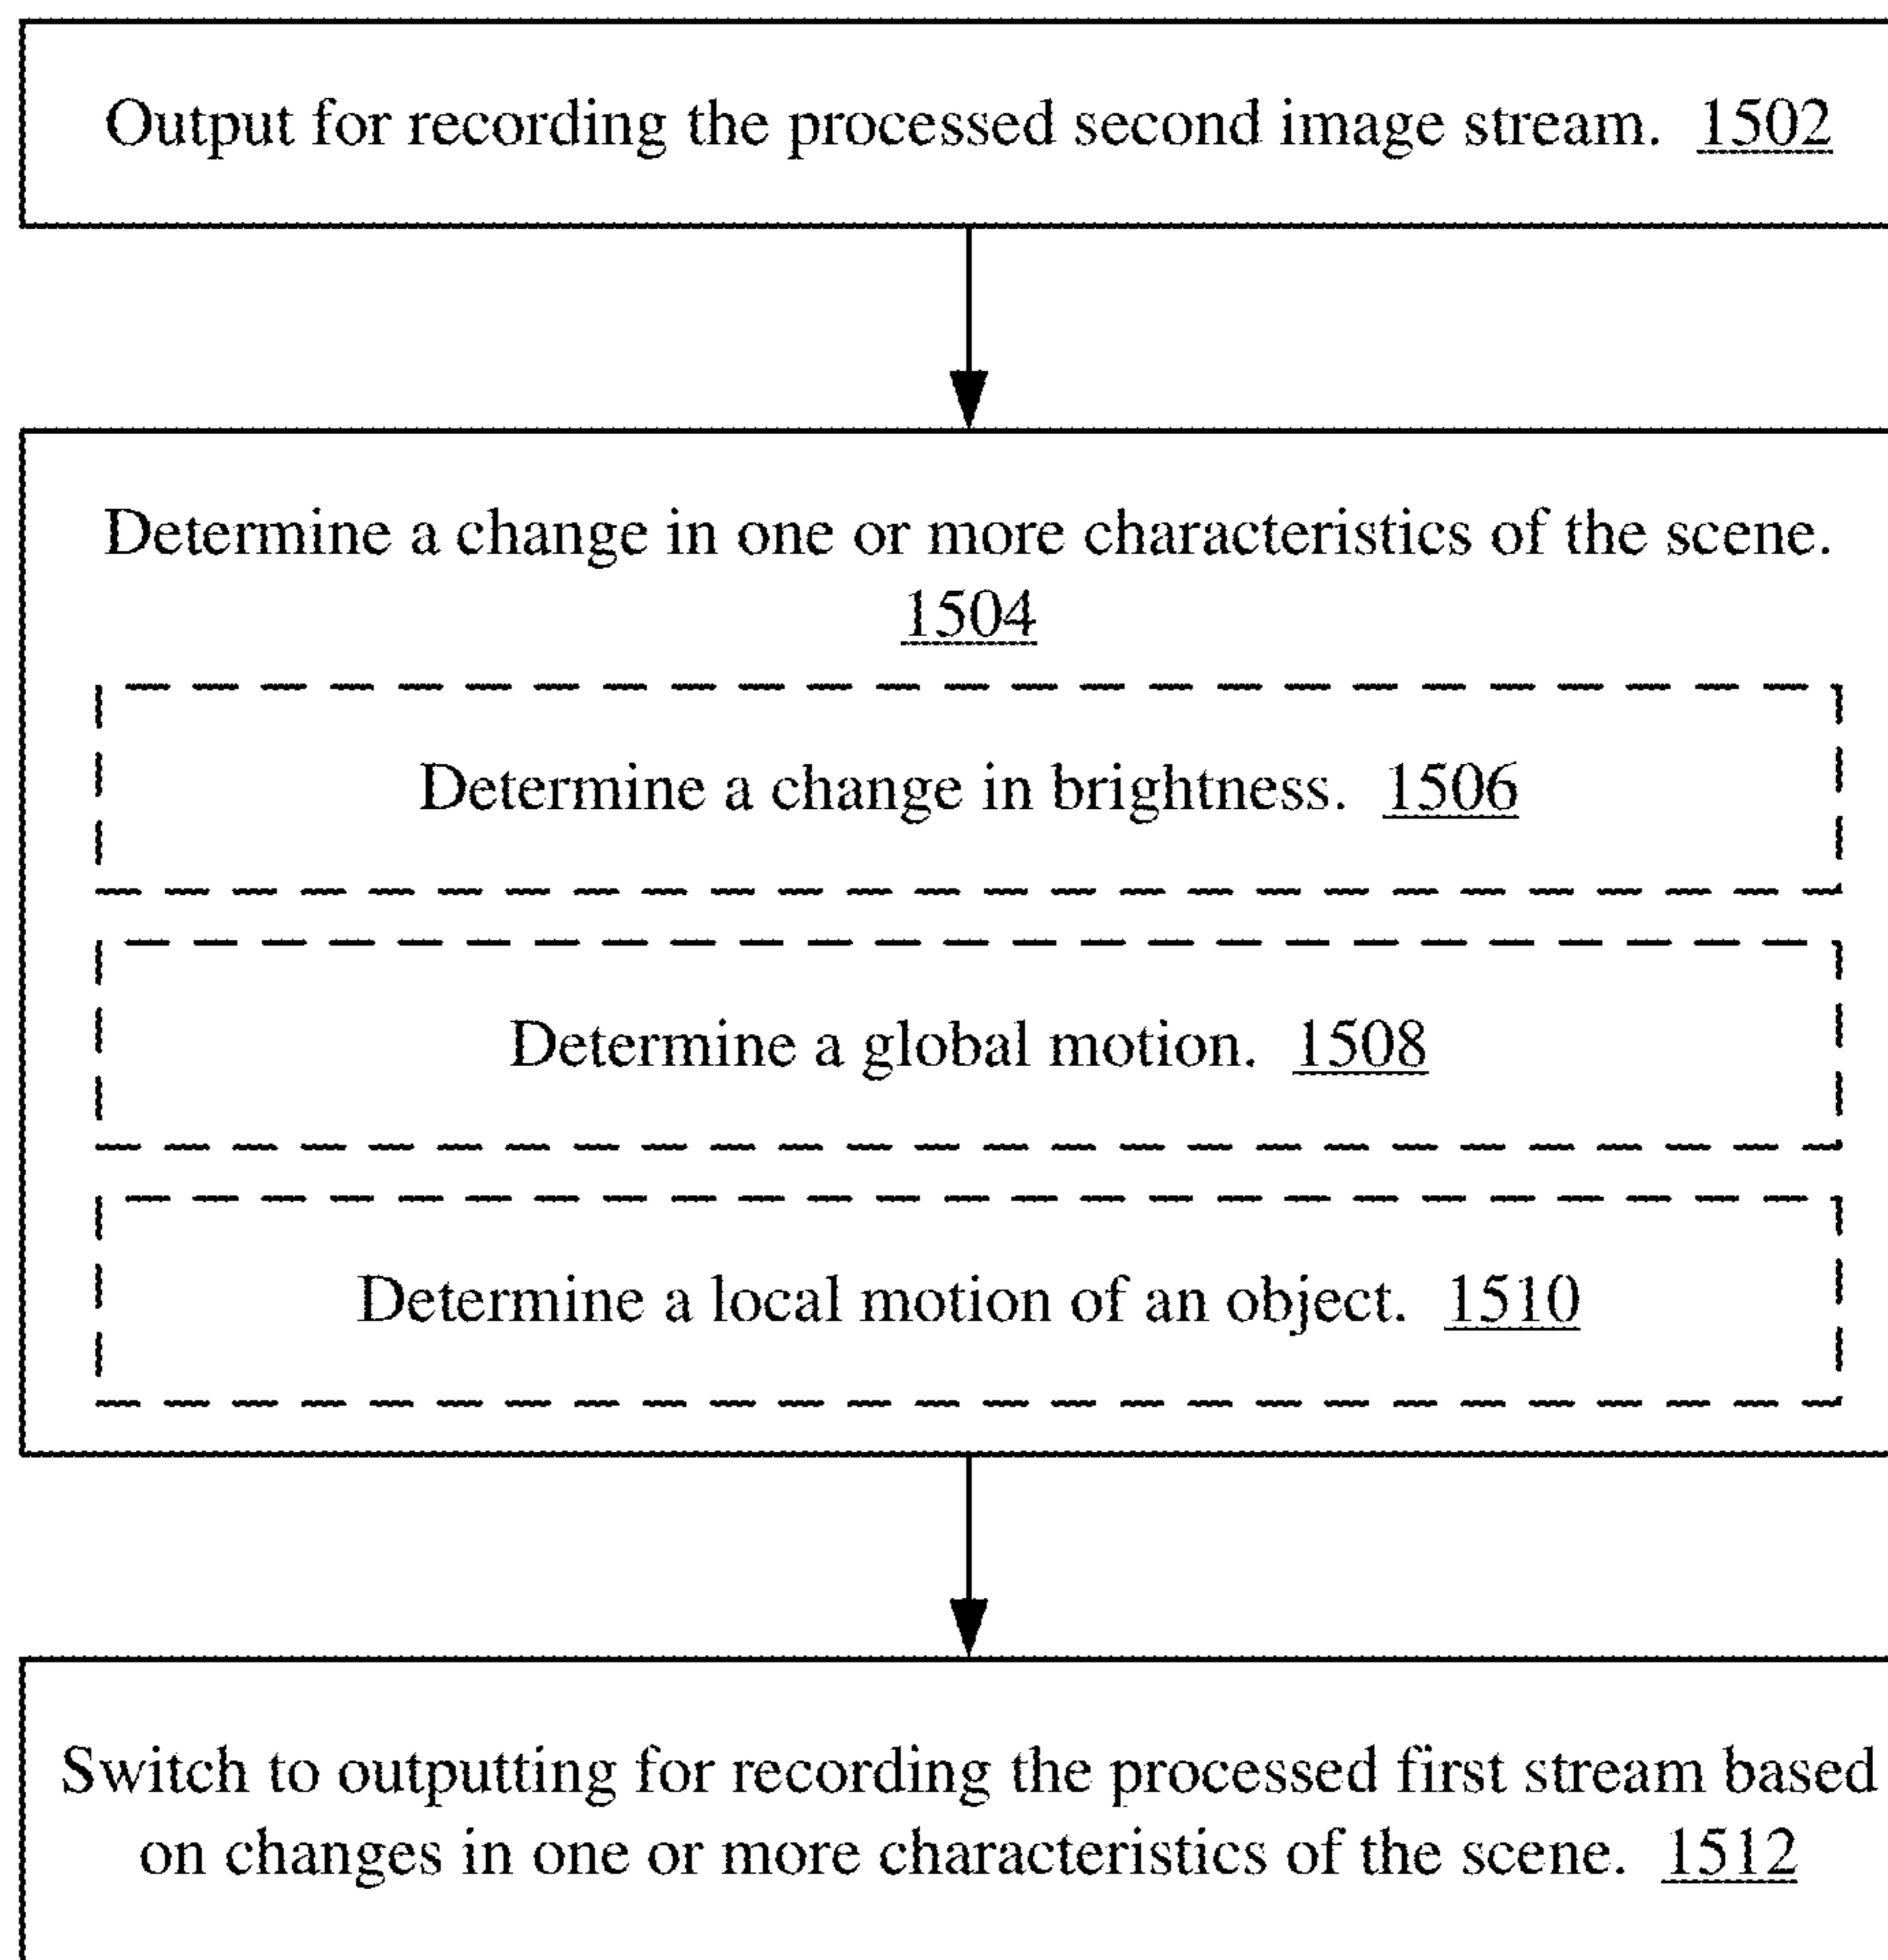 Output for recording the processed second image stream. 1502
Determine a change in one or more characteristics of the scene.
1504
Determine a change in brightness. 1506
Determine a global motion. 1508
Determine a local motion of an object. 1510
Switch to outputting for recording the processed first stream based
on changes in one or more characteristics of the scene. 1512